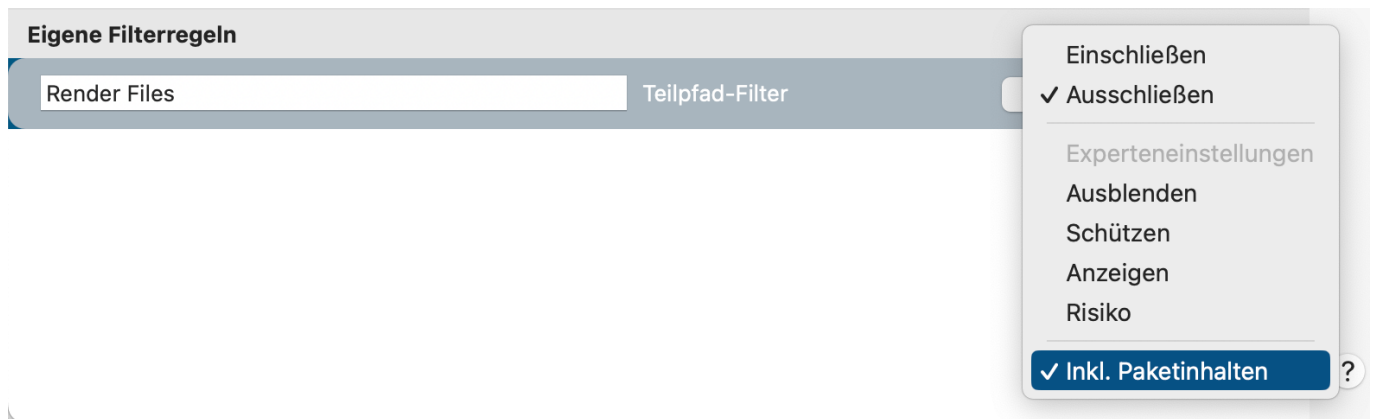 Eigene Filterregeln
Render Files Teilpfad-Filter
Einschließen
✓ Ausschließen
Experteneinstellungen
Ausblenden
Schützen
Anzeigen
Risiko
✓ Inkl. Paketinhalten
?